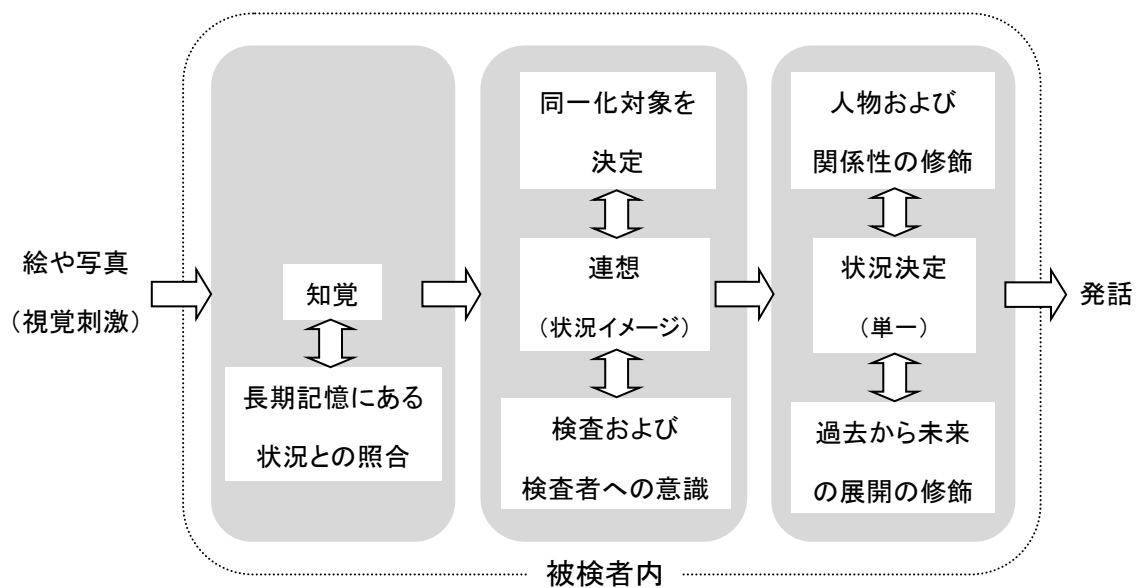 絵や写真
（視覚刺激）
知覚
長期記憶にある
状況との照合
同一化対象を
決定
連想
（状況イメージ）
検査および
検査者への意識
人物および
関係性の修飾
状況決定
（単一）
過去から未来
の展開の修飾
発話
被検者内